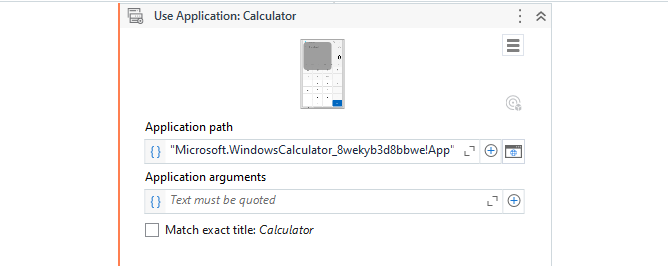 Use Application: Calculator
Application path
{ } "Microsoft.WindowsCalculator_8wekyb3d8bbwe!App"
Application arguments
{ } Text must be quoted
Match exact title: Calculator